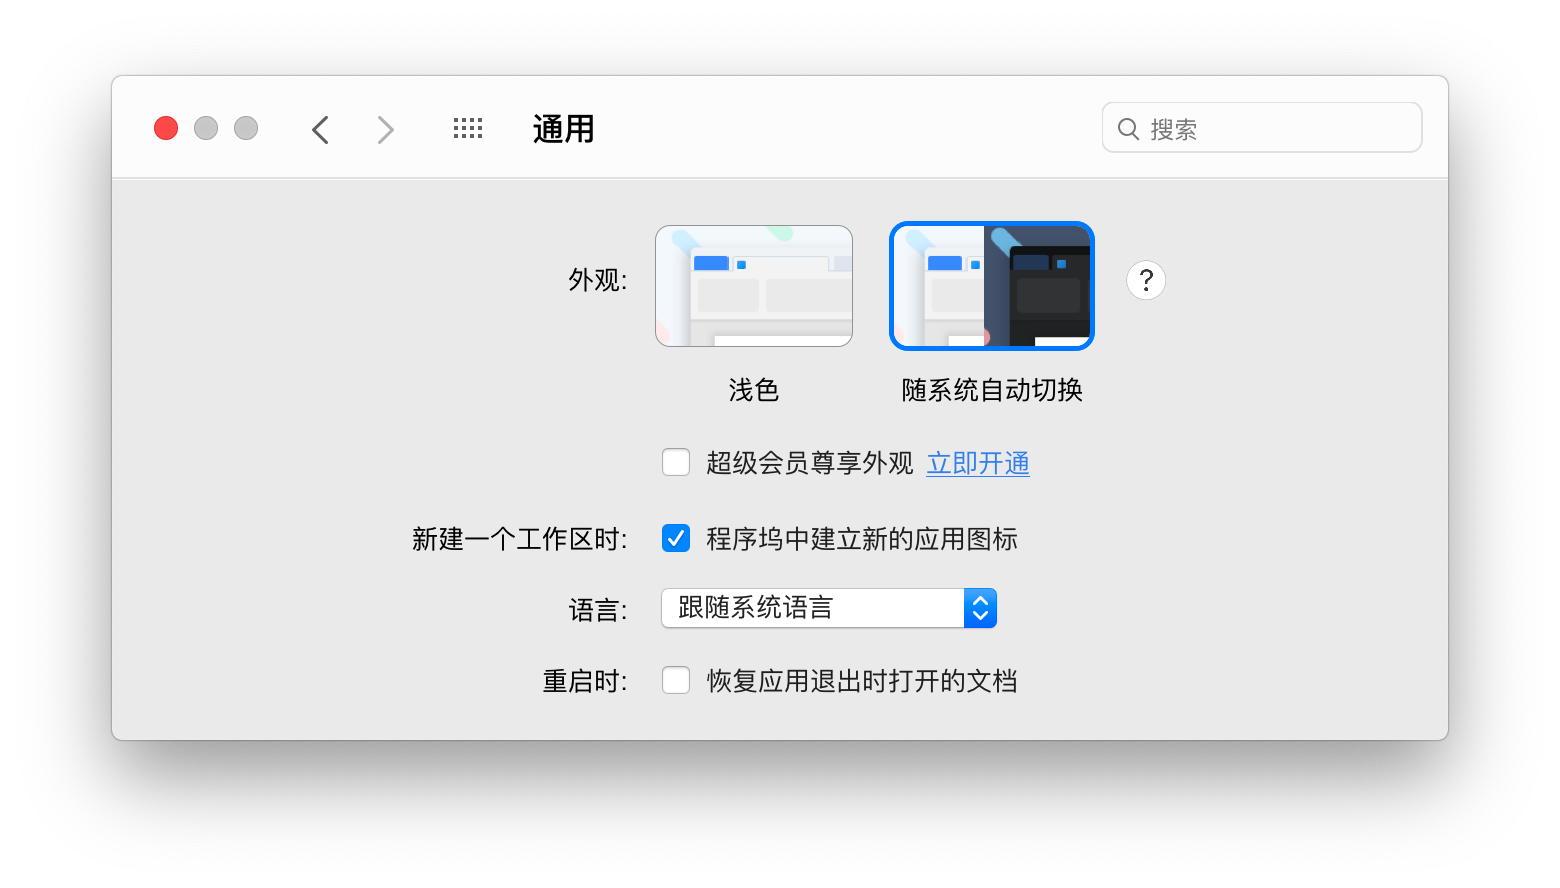 通用
搜索
外观:
?
浅色
随系统自动切换
超级会员尊享外观 立即开通
新建一个工作区时: 程序坞中建立新的应用图标
语言: 跟随系统语言
重启时: 恢复应用退出时打开的文档